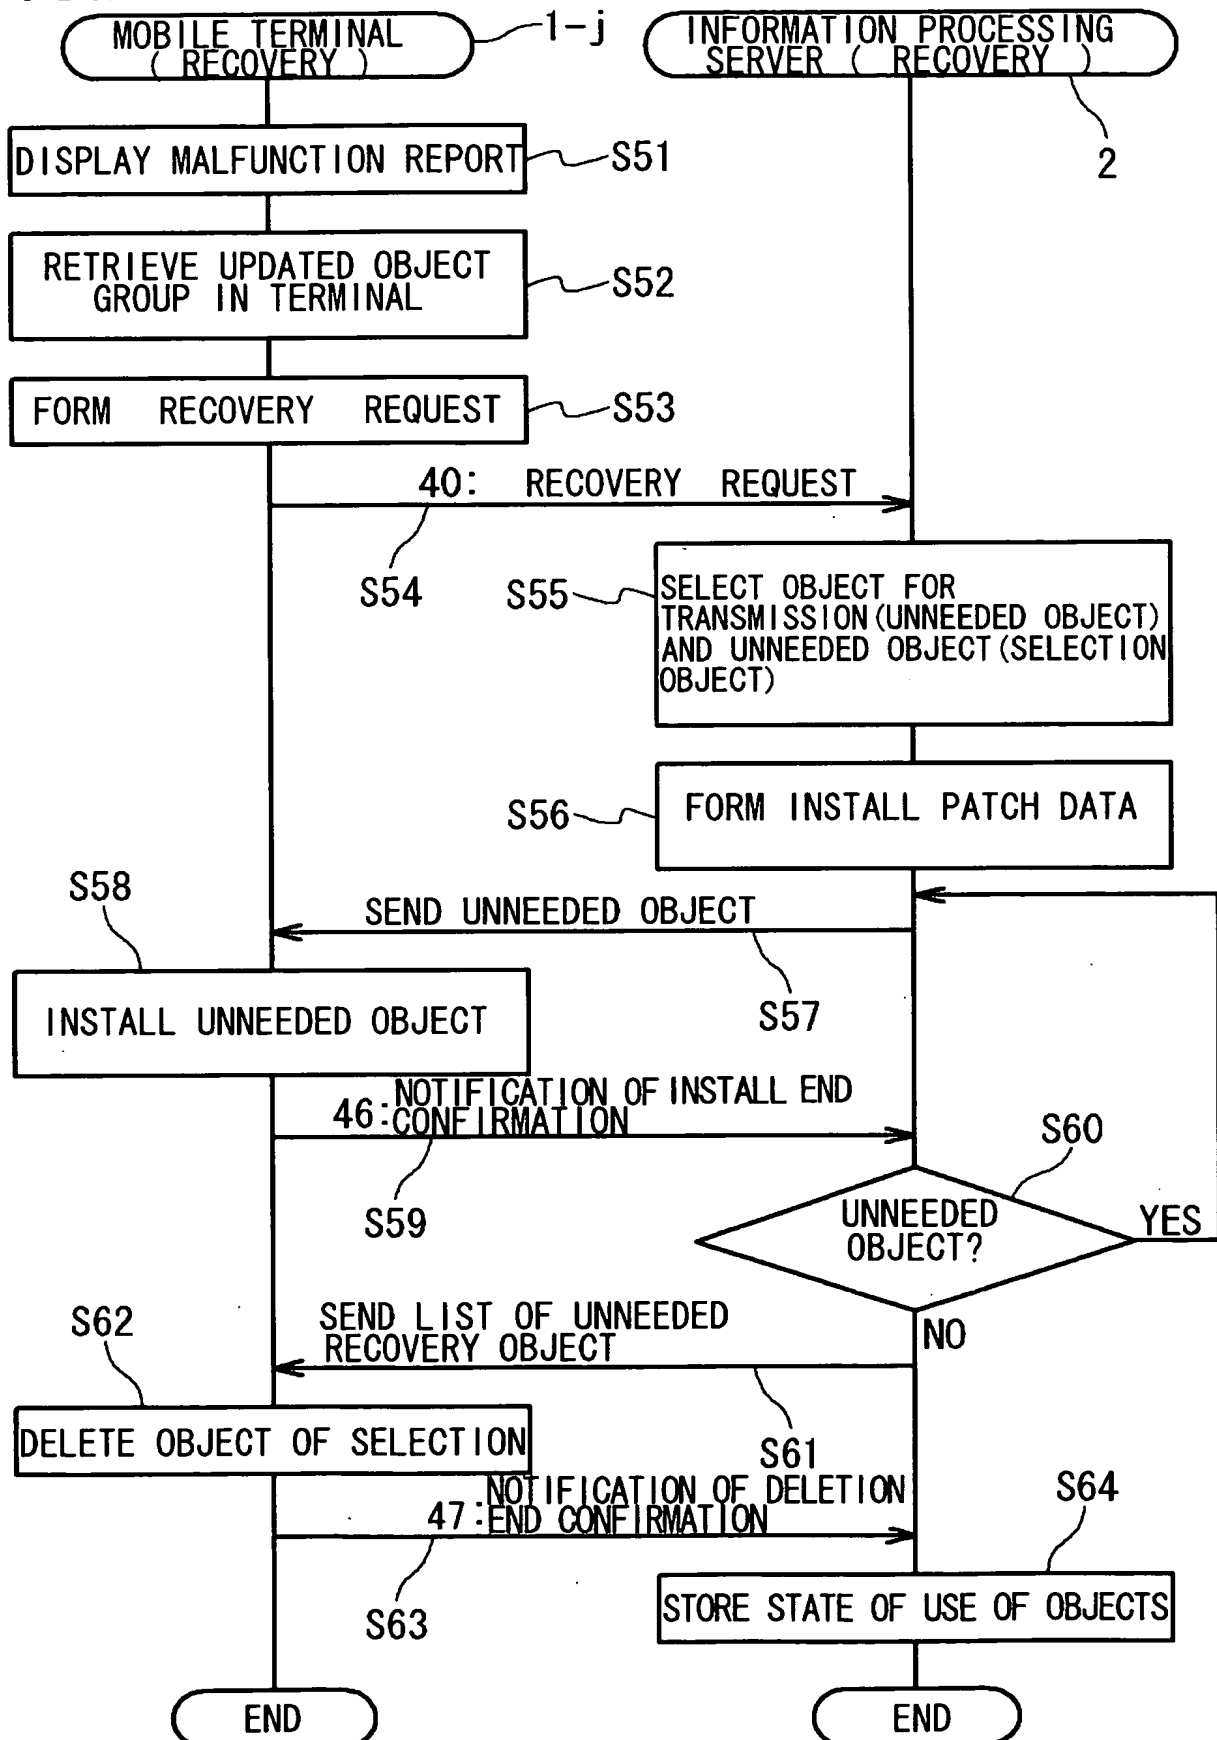 MOBILE TERMINAL
( RECOVERY )
1-j
INFORMATION PROCESSING
SERVER ( RECOVERY )
2
DISPLAY MALFUNCTION REPORT
S51
RETRIEVE UPDATED OBJECT
GROUP IN TERMINAL
S52
FORM RECOVERY REQUEST
S53
40: RECOVERY REQUEST
S54
S55
SELECT OBJECT FOR
TRANSMISSION(UNNEEDED OBJECT)
AND UNNEEDED OBJECT(SELECTION
OBJECT)
S56
FORM INSTALL PATCH DATA
S58
SEND UNNEEDED OBJECT
S57
INSTALL UNNEEDED OBJECT
46:NOTIFICATION OF INSTALL END
CONFIRMATION
S59
S60
UNNEEDED
OBJECT?
YES
NO
S62
SEND LIST OF UNNEEDED
RECOVERY OBJECT
S61
DELETE OBJECT OF SELECTION
47:NOTIFICATION OF DELETION
END CONFIRMATION
S63
S64
STORE STATE OF USE OF OBJECTS
END
END